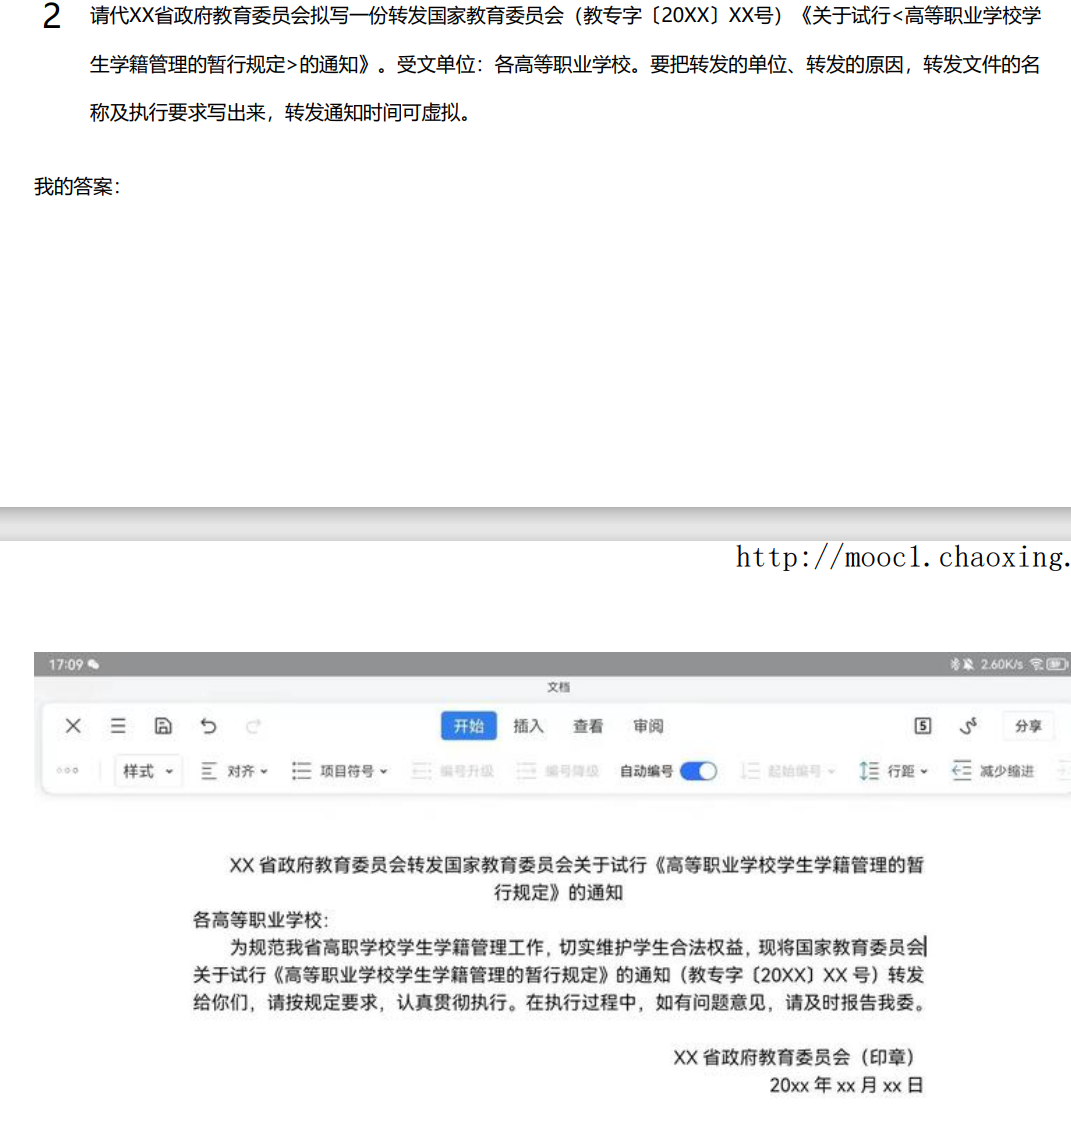 2 请代XX省政府教育委员会拟写一份转发国家教育委员会（教专字〔20XX〕XX号）《关于试行<高等职业学校学
生学籍管理的暂行规定>的通知》。受文单位：各高等职业学校。要把转发的单位、转发的原因，转发文件的名
称及执行要求写出来，转发通知时间可虚拟。
我的答案：
http://mooc1.chaoxing.
17:09 2.60K/s
文档
开始 插入 查看 审阅 分享
样式 对齐 项目符号 编号升级 编号降级 自动编号 起始编号 行距 减少缩进
XX 省政府教育委员会转发国家教育委员会关于试行《高等职业学校学生学籍管理的暂
行规定》的通知
各高等职业学校：
为规范我省高职学校学生学籍管理工作，切实维护学生合法权益，现将国家教育委员会
关于试行《高等职业学校学生学籍管理的暂行规定》的通知（教专字〔20XX〕XX 号）转发
给你们，请按规定要求，认真贯彻执行。在执行过程中，如有问题意见，请及时报告我委。
XX 省政府教育委员会（印章）
20xx 年 xx 月 xx 日